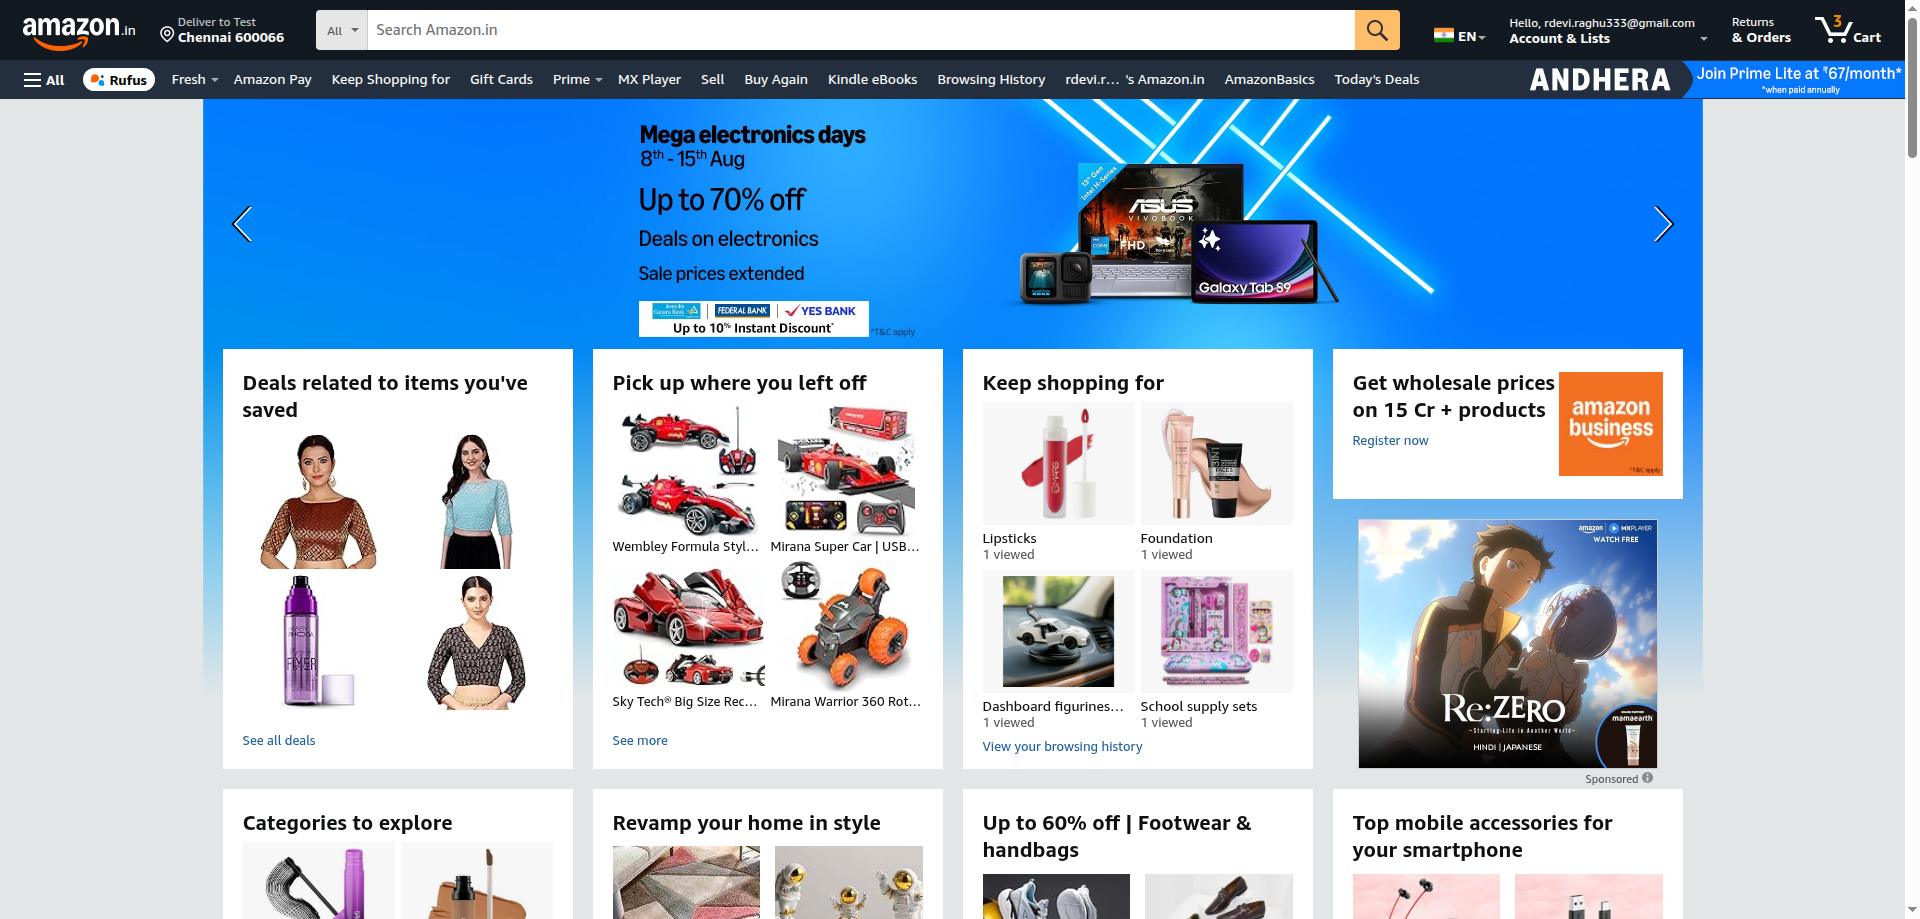 amazon.in
Deliver to Test
Chennai 600066
All
Search Amazon.in
EN
Hello, rdevi.raghu333@gmail.com
Account & Lists
Returns
& Orders
3
Cart
All
Rufus
Fresh
Amazon Pay
Keep Shopping for
Gift Cards
Prime
MX Player
Sell
Buy Again
Kindle eBooks
Browsing History
rdevi.r... 's Amazon.in
AmazonBasics
Today's Deals
ANDHERA
Join Prime Lite at ₹67/month*
*when paid annually
Mega electronics days
8th - 15th Aug
Up to 70% off
Deals on electronics
Sale prices extended
Canara Bank
FEDERAL BANK
YES BANK
Up to 10% Instant Discount*
*T&C apply
13th Gen
Intel H-Series
ASUS
VIVOBOOK
FHD
Galaxy Tab S9
Deals related to items you've
saved
See all deals
Pick up where you left off
Wembley Formula Styl...
Mirana Super Car | USB...
Sky Tech® Big Size Rec...
Mirana Warrior 360 Rot...
See more
Keep shopping for
Lipsticks
1 viewed
Foundation
1 viewed
Dashboard figurines...
1 viewed
School supply sets
1 viewed
View your browsing history
Get wholesale prices
on 15 Cr + products
Register now
amazon
business
*T&C apply
amazon | MXPLAYER
WATCH FREE
Re:ZERO
-Starting Life in Another World-
HINDI | JAPANESE
mamaearth
Sponsored
Categories to explore
Revamp your home in style
Up to 60% off | Footwear &
handbags
Top mobile accessories for
your smartphone